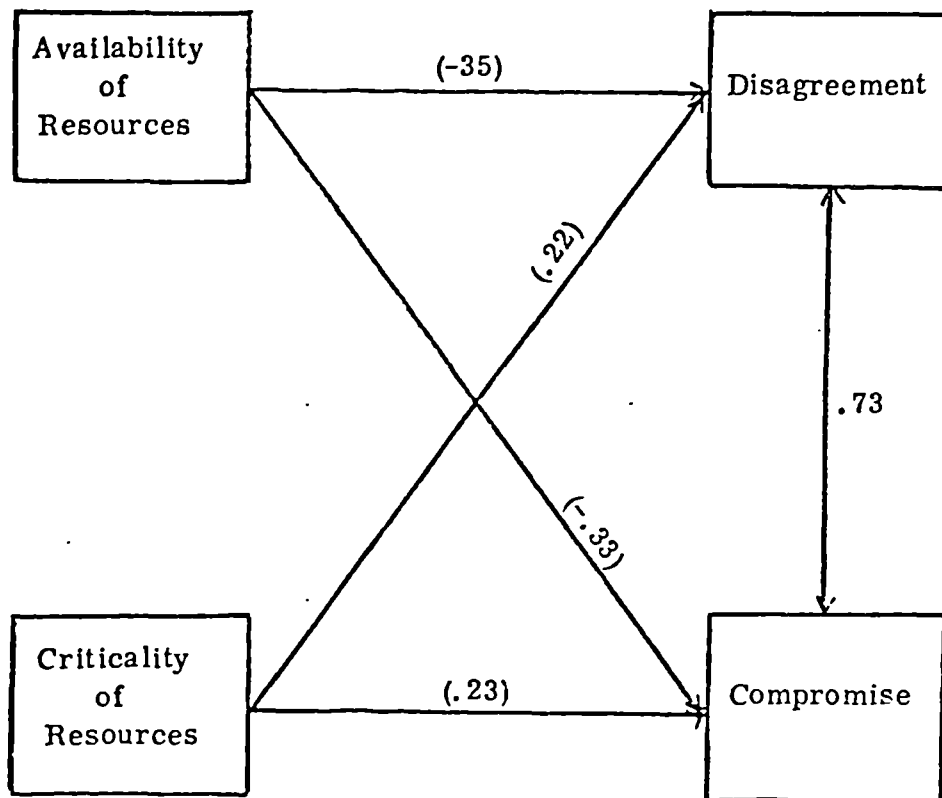 Availability
of
Resources
(-35)
Disagreement
(.22)
.73
(-.33)
Criticality
of
Resources
(.23)
Compromise